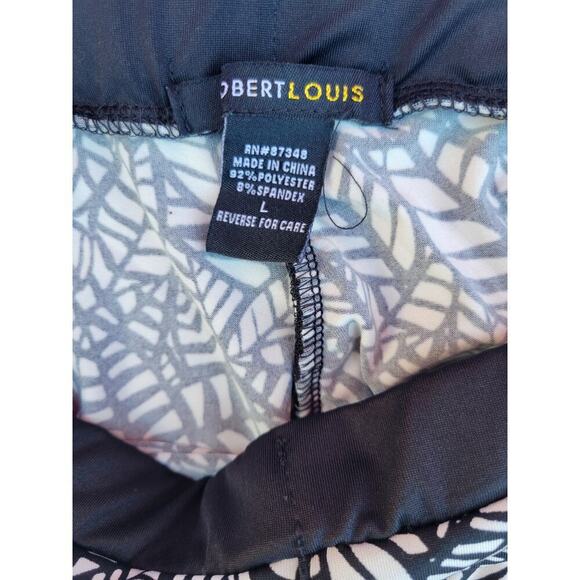 OBERTLOUIS
RN#87348
MADE IN CHINA
92%POLYESTER
8%SPANDEX
L
REVERSE FOR CARE